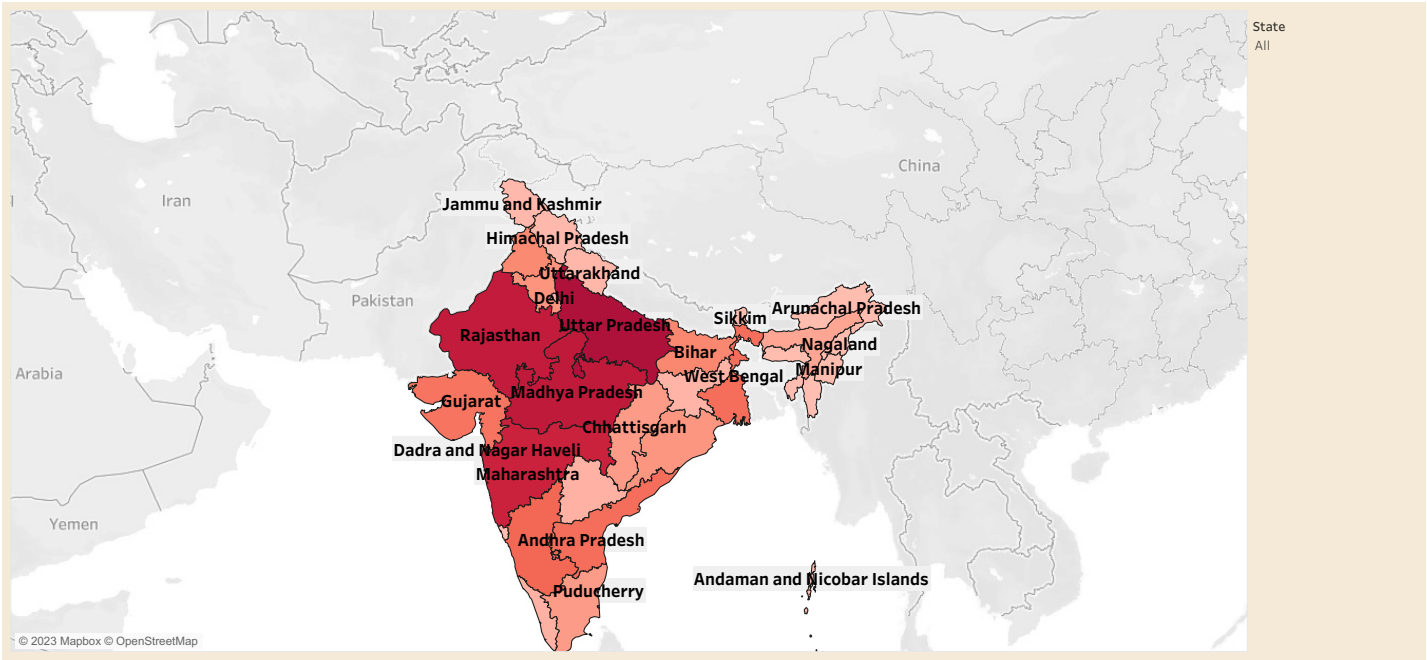 State
All
China
Iran
Jammu and Kashmir
Himachal Pradesh
Uttarakhand
Pakistan
Delhi
Arunachal Pradesh
Sikkim
Uttar Pradesh
Rajasthan
Nagaland
Bihar
Manipur
Arabia
West Bengal
Madhya Pradesh
Gujarat
Chhattisgarh
Dadra and Nagar Haveli
Maharashtra
Yemen
Andhra Pradesh
Andaman and Nicobar Islands
Puducherry
© 2023 Mapbox © OpenStreetMap